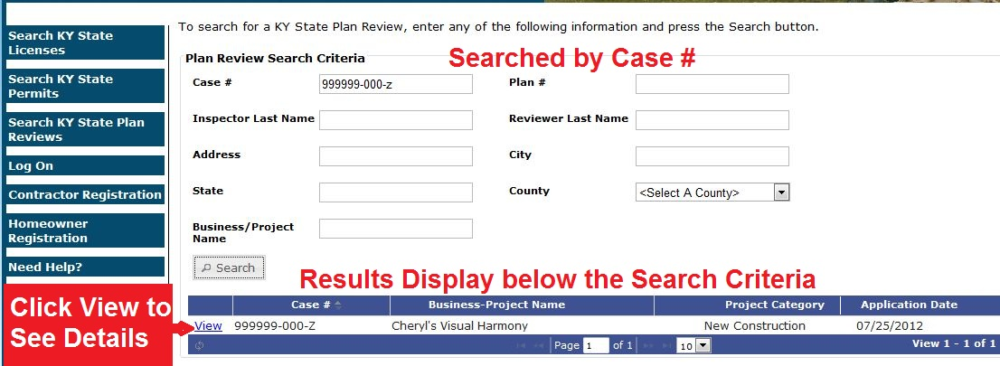 To search for a KY State Plan Review, enter any of the following information and press the Search button.
Search KY State
Licenses
Search KY State
Permits
Search KY State Plan
Reviews
Log On
Contractor Registration
Homeowner
Registration
Need Help?
Click View to
See Details
Plan Review Search Criteria
Searched by Case #
Case # 999999-000-z Plan #
Inspector Last Name Reviewer Last Name
Address City
State County <Select A County>
Business/Project
Name
Search
Results Display below the Search Criteria
Case # Business-Project Name Project Category Application Date
View 999999-000-Z Cheryl's Visual Harmony New Construction 07/25/2012
Page 1 of 1 10 View 1 - 1 of 1